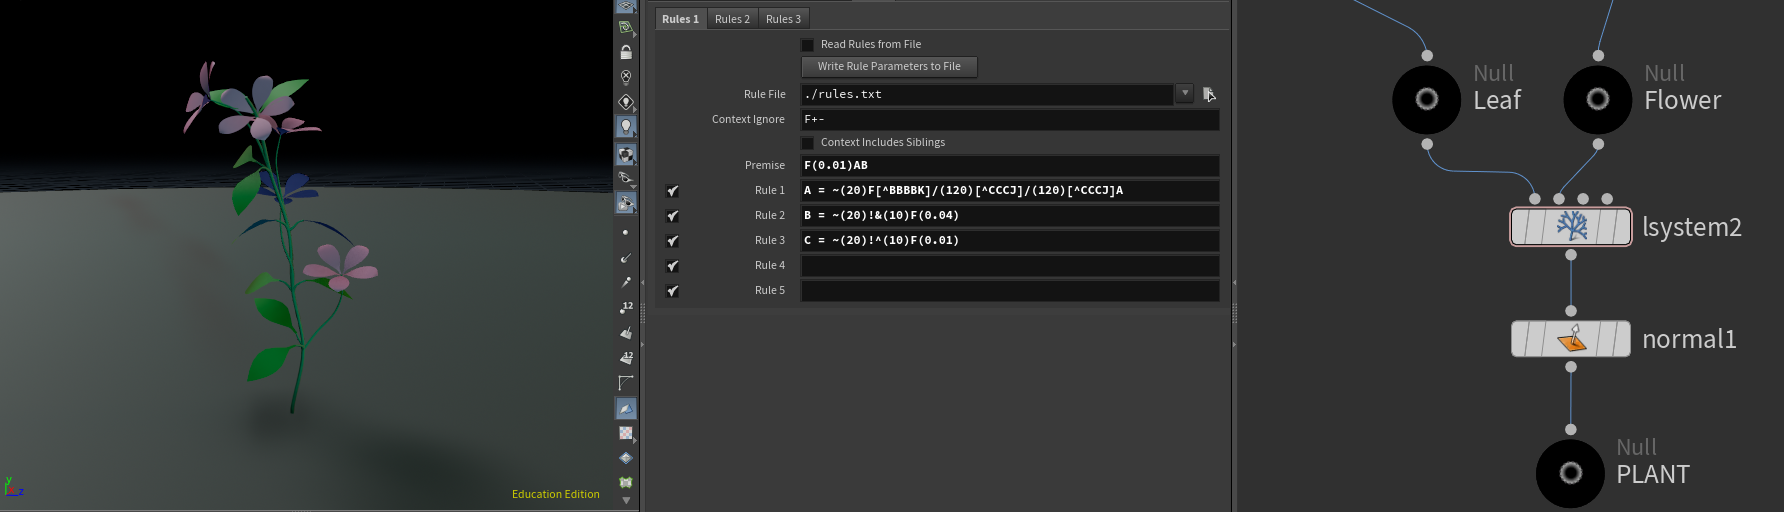 Rules 1 Rules 2 Rules 3
Read Rules from File
Write Rule Parameters to File
Rule File ./rules.txt
Context Ignore F+-
Context Includes Siblings
Premise F(0.01)AB
Rule 1 A = ~(20)F[^BBBBK]/(120)[^CCCJ]/(120)[^CCCJ]A
Rule 2 B = ~(20)!&(10)F(0.04)
Rule 3 C = ~(20)!^(10)F(0.01)
Rule 4
Rule 5
12
12
y
z
Education Edition
Null
Leaf
Null
Flower
lsystem2
normal1
Null
PLANT